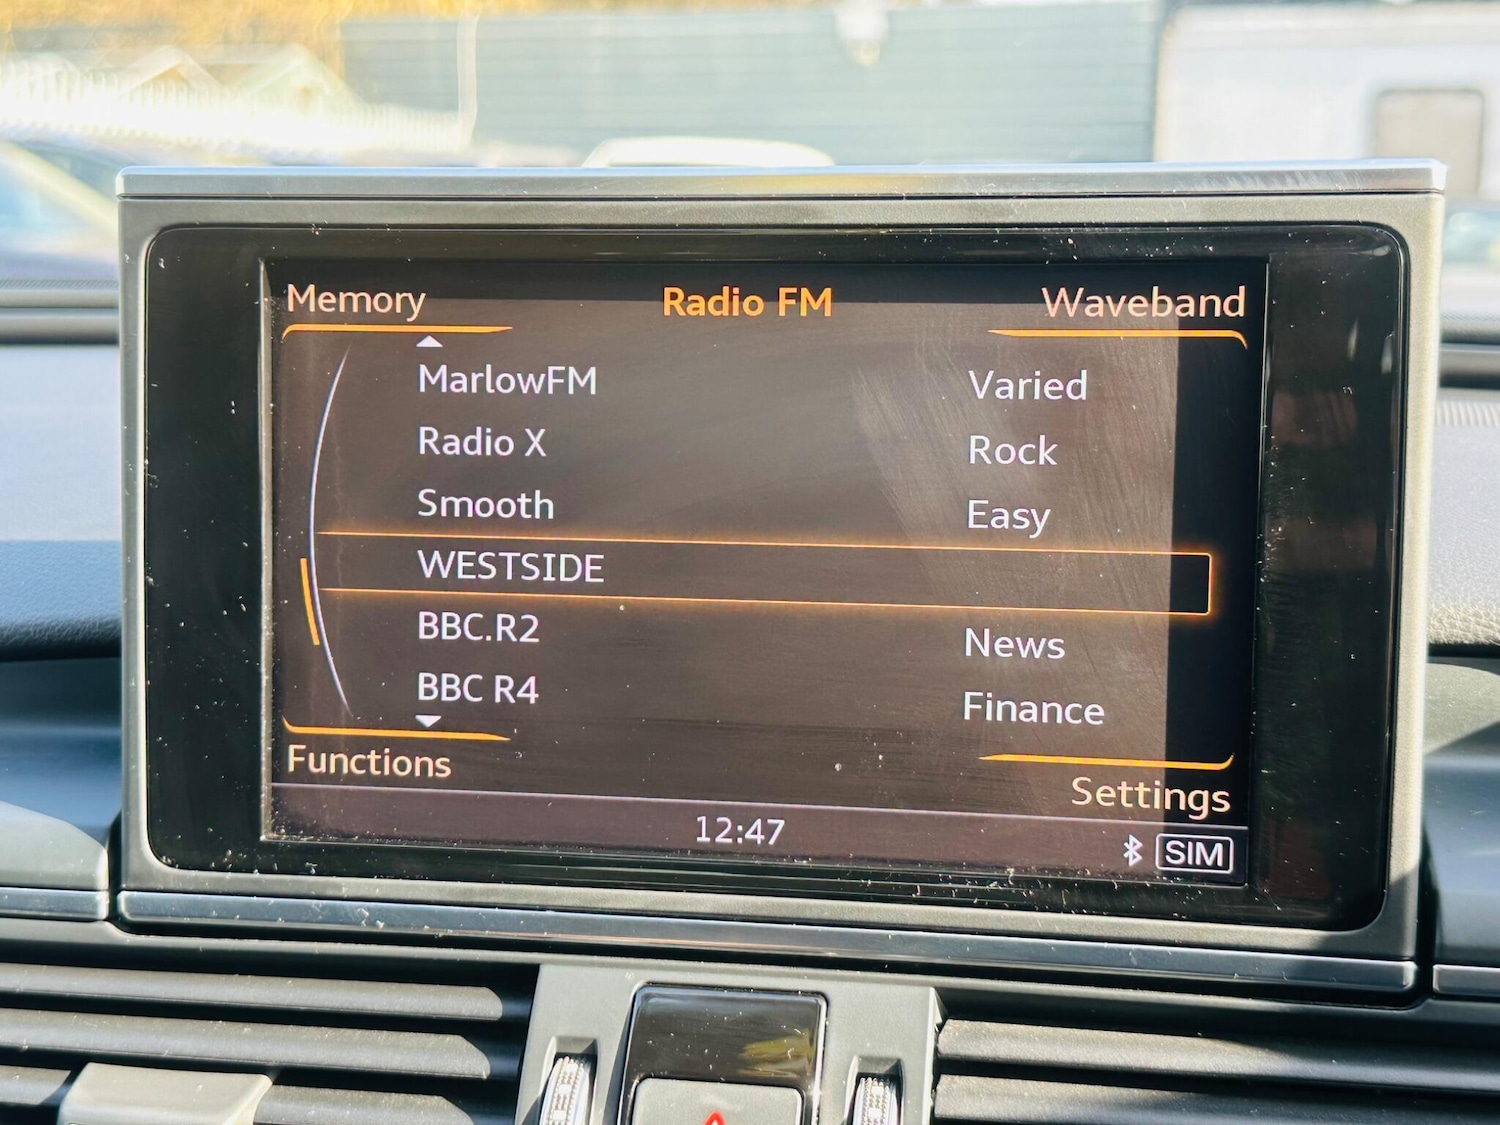 Memory Radio FM Waveband
MarlowFM Varied
Radio X Rock
Smooth Easy
WESTSIDE
BBC.R2 News
BBC R4 Finance
Functions Settings
12:47 SIM